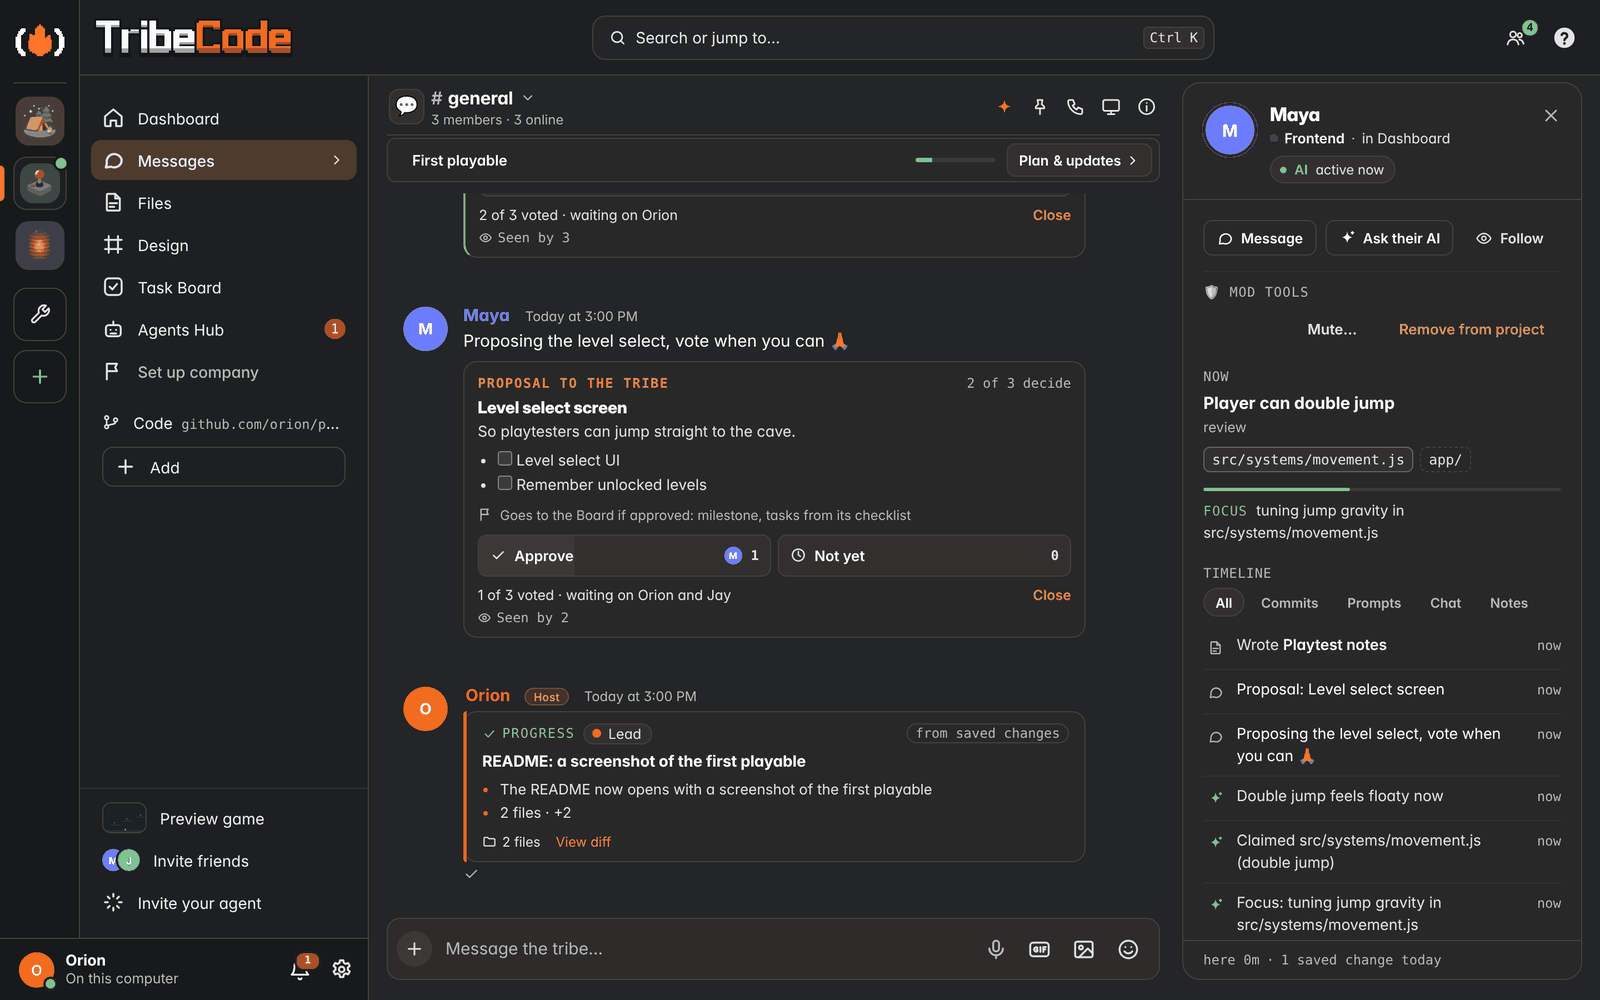 TribeCode
Search or jump to...
Ctrl K
4
Dashboard
Messages
Files
Design
Task Board
Agents Hub
1
Set up company
Code github.com/orion/p...
Add
Preview game
M J
Invite friends
Invite your agent
O
Orion
On this computer
1
# general
3 members · 3 online
First playable
Plan & updates
2 of 3 voted · waiting on Orion
Close
Seen by 3
M
Maya Today at 3:00 PM
Proposing the level select, vote when you can 🙏
PROPOSAL TO THE TRIBE
2 of 3 decide
Level select screen
So playtesters can jump straight to the cave.
Level select UI
Remember unlocked levels
Goes to the Board if approved: milestone, tasks from its checklist
Approve
M 1
Not yet
0
1 of 3 voted · waiting on Orion and Jay
Close
Seen by 2
O
Orion Host Today at 3:00 PM
PROGRESS Lead
from saved changes
README: a screenshot of the first playable
The README now opens with a screenshot of the first playable
2 files · +2
2 files View diff
Message the tribe...
GIF
M
Maya
Frontend · in Dashboard
AI active now
Message
Ask their AI
Follow
MOD TOOLS
Mute...
Remove from project
NOW
Player can double jump
review
src/systems/movement.js
app/
FOCUS tuning jump gravity in
src/systems/movement.js
TIMELINE
All Commits Prompts Chat Notes
Wrote Playtest notes now
Proposal: Level select screen now
Proposing the level select, vote when now
you can 🙏
Double jump feels floaty now now
Claimed src/systems/movement.js now
(double jump)
Focus: tuning jump gravity in now
src/systems/movement.js
here 0m · 1 saved change today